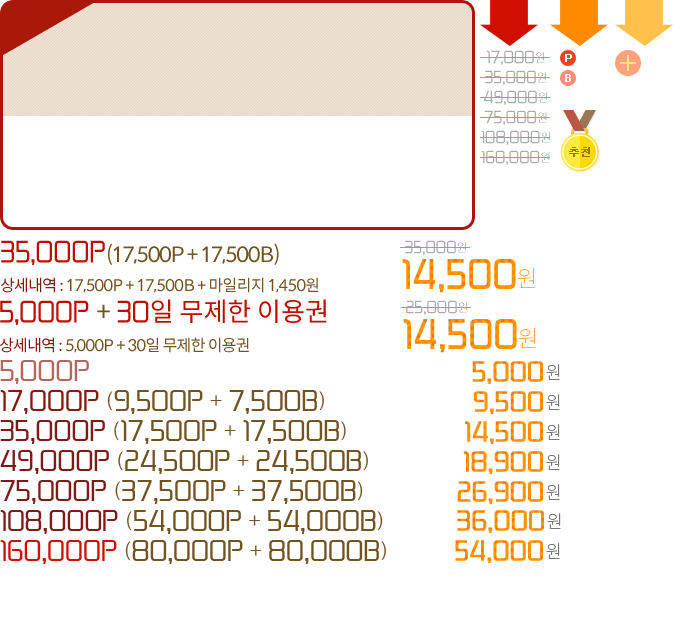 17,000원 P
35,000원 B
49,000원
75,000원
108,000원
160,000원
추천
35,000P(17,500P + 17,500B) 35,000원
14,500원
상세내역 : 17,500P + 17,500B + 마일리지 1,450원
5,000P + 30일 무제한 이용권 25,000원
14,500원
상세내역 : 5,000P + 30일 무제한 이용권
5,000P 5,000원
17,000P (9,500P + 7,500B) 9,500원
35,000P (17,500P + 17,500B) 14,500원
49,000P (24,500P + 24,500B) 18,900원
75,000P (37,500P + 37,500B) 26,900원
108,000P (54,000P + 54,000B) 36,000원
160,000P (80,000P + 80,000B) 54,000원